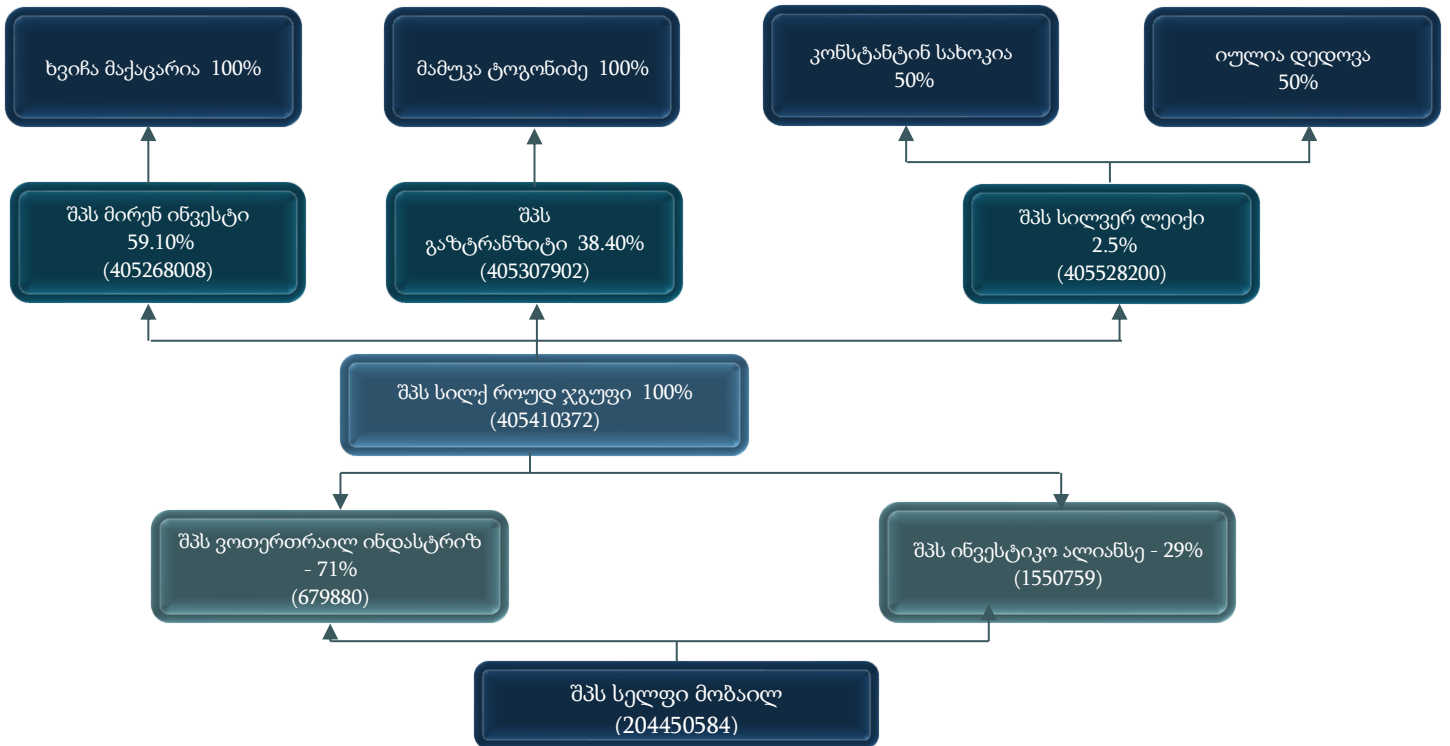 ხვიჩა მაქაცარია 100%
მამუკა ტოგონიძე 100%
კონსტანტინ სახოკია
50%
იულია დედოვა
50%
შპს მირენ ინვესტი
59.10%
(405268008)
შპს
გაზტრანზიტი 38.40%
(405307902)
შპს სილვერ ლეიქი
2.5%
(405528200)
შპს სილქ როუდ ჯგუფი 100%
(405410372)
შპს ვოთერთრაილ ინდასტრიზ
- 71%
(679880)
შპს ინვესტიკო ალიანსე - 29%
(1550759)
შპს სელფი მობაილ
(204450584)